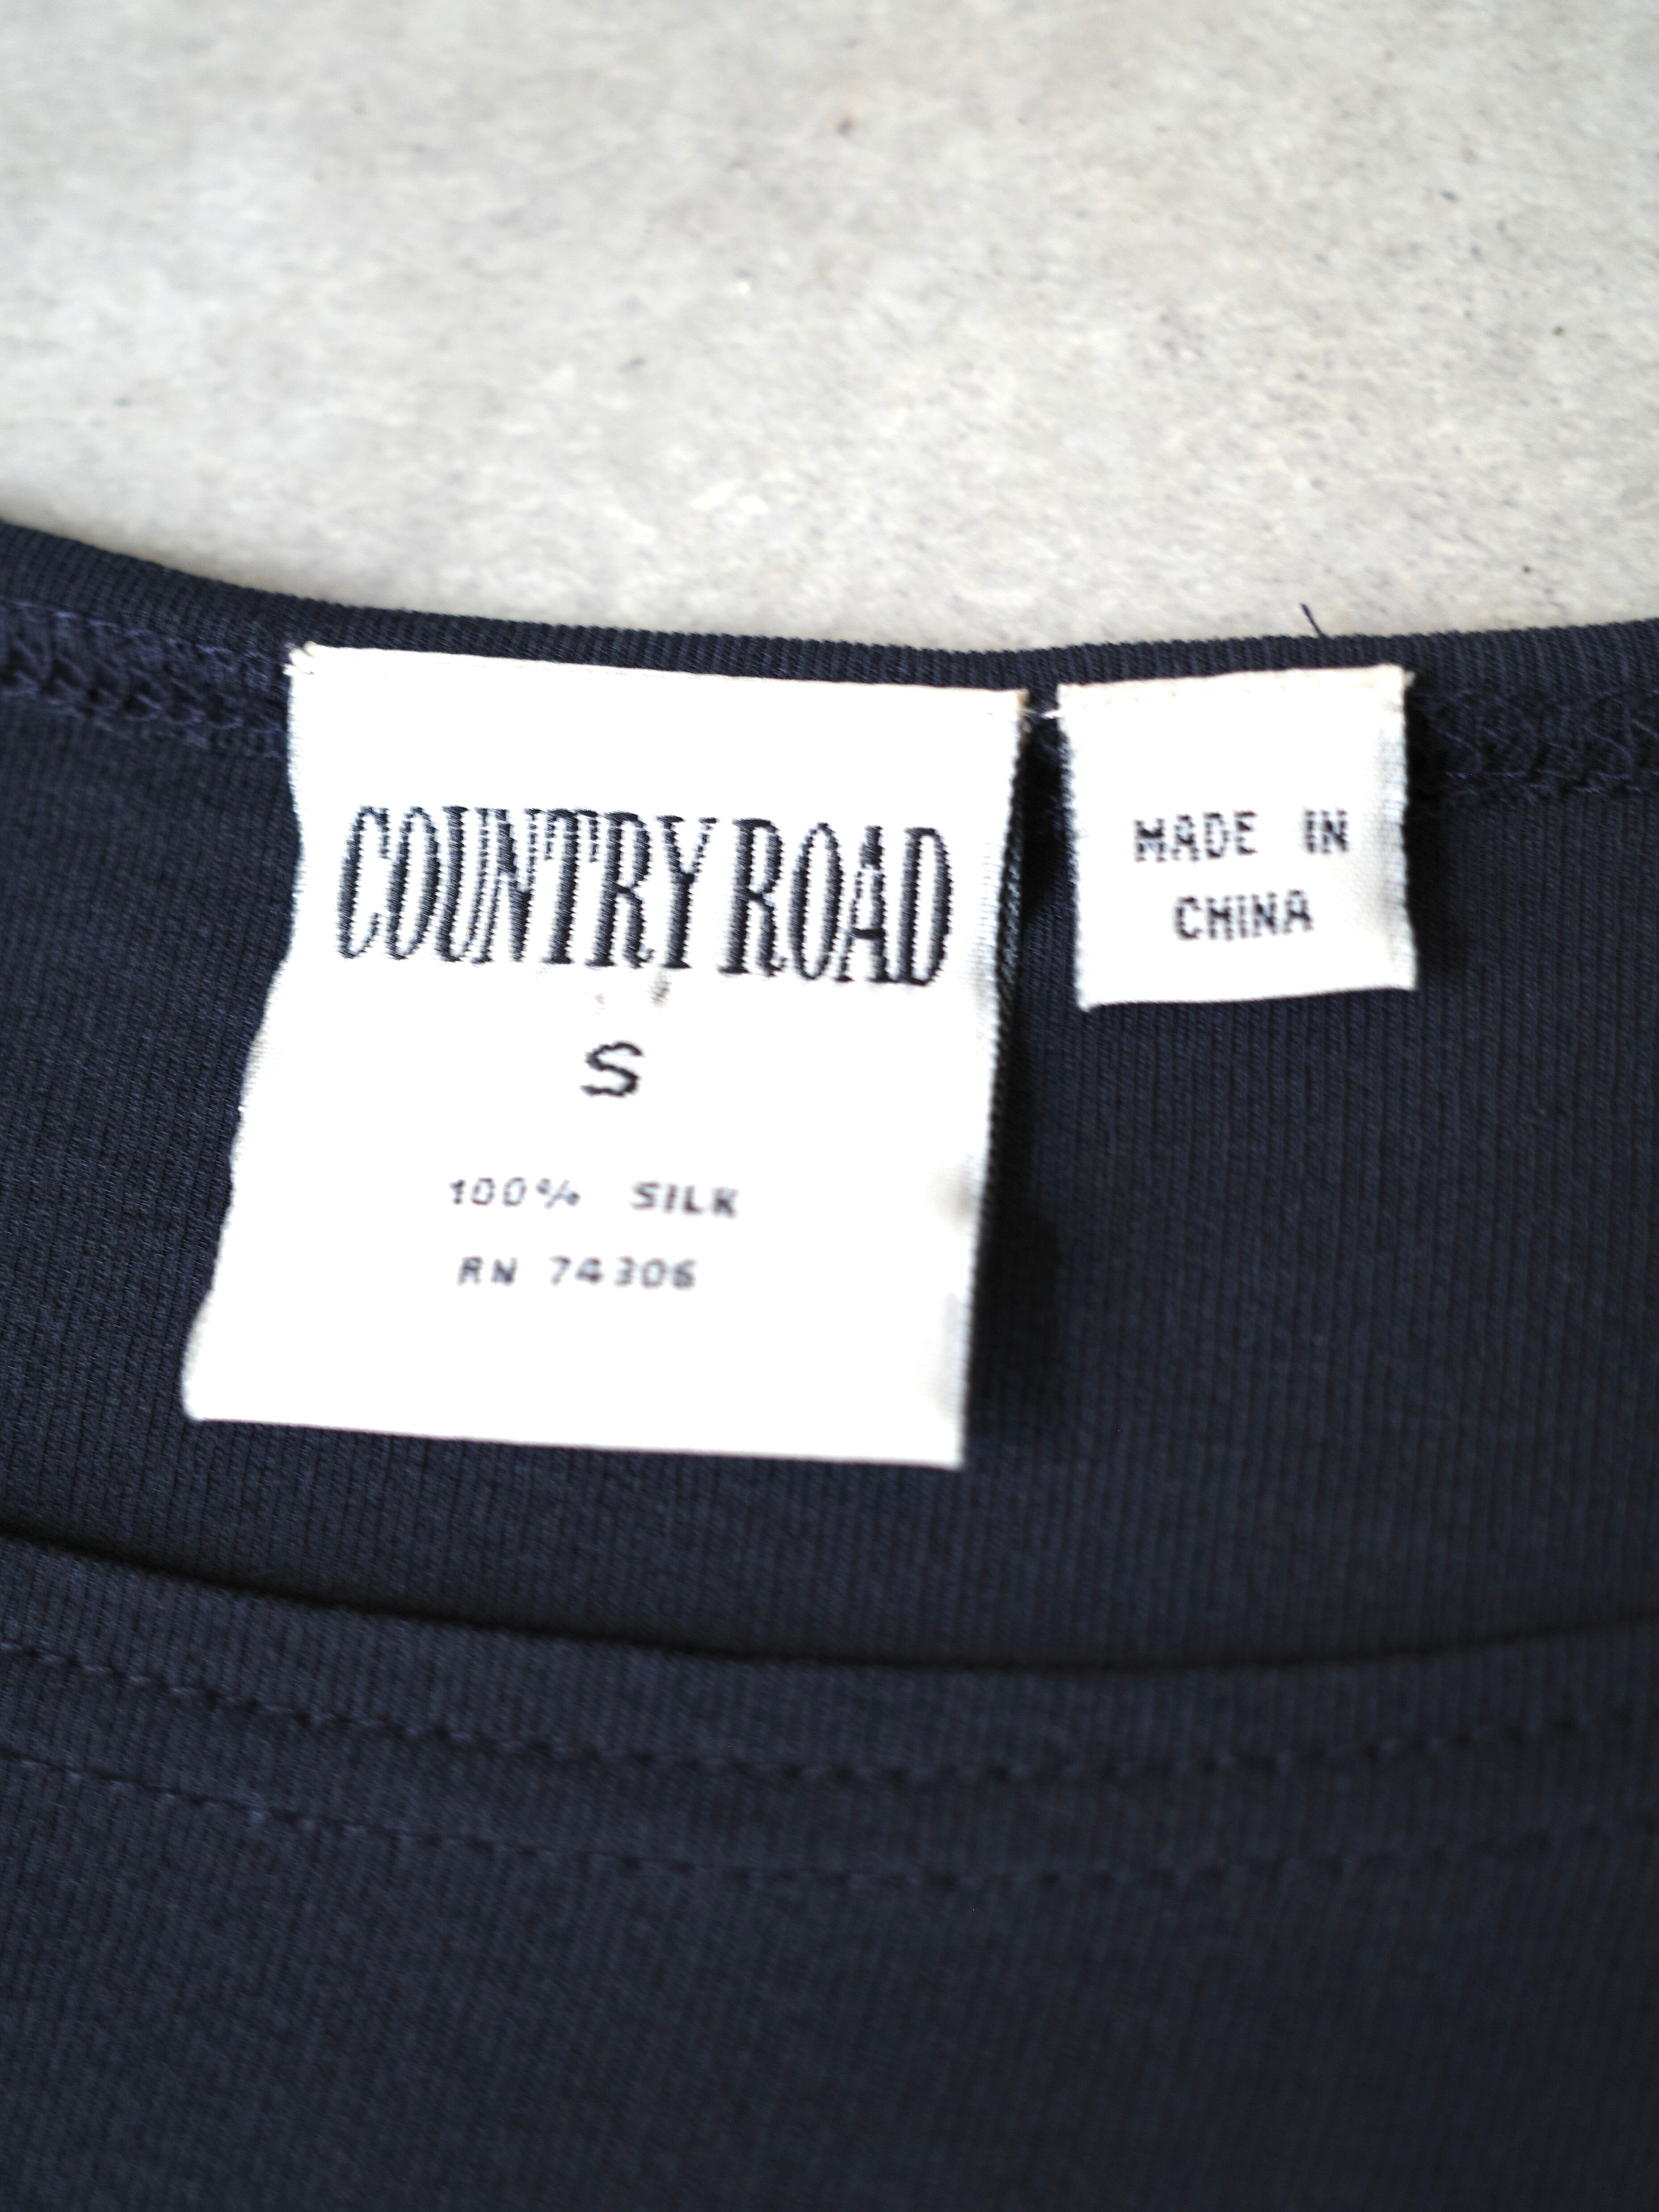 COUNTRY ROAD
S
100% SILK
RN 74306
MADE IN
CHINA